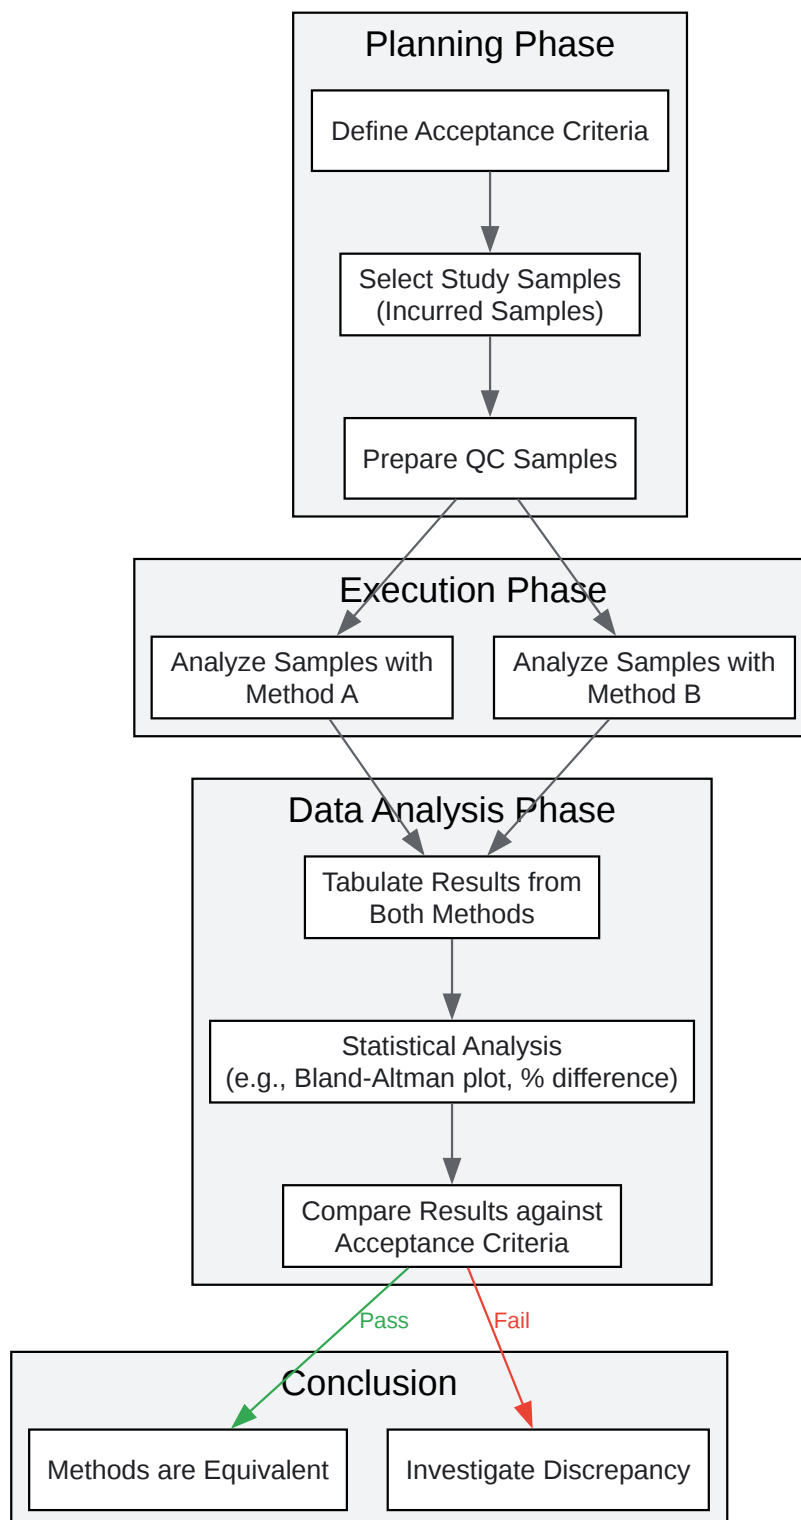 Planning Phase
Define Acceptance Criteria
Select Study Samples
(Incurred Samples)
Prepare QC Samples
Execution Phase
Analyze Samples with
Method A
Analyze Samples with
Method B
Data Analysis Phase
Tabulate Results from
Both Methods
Statistical Analysis
(e.g., Bland-Altman plot, % difference)
Compare Results against
Acceptance Criteria
Pass
Fail
Conclusion
Methods are Equivalent
Investigate Discrepancy